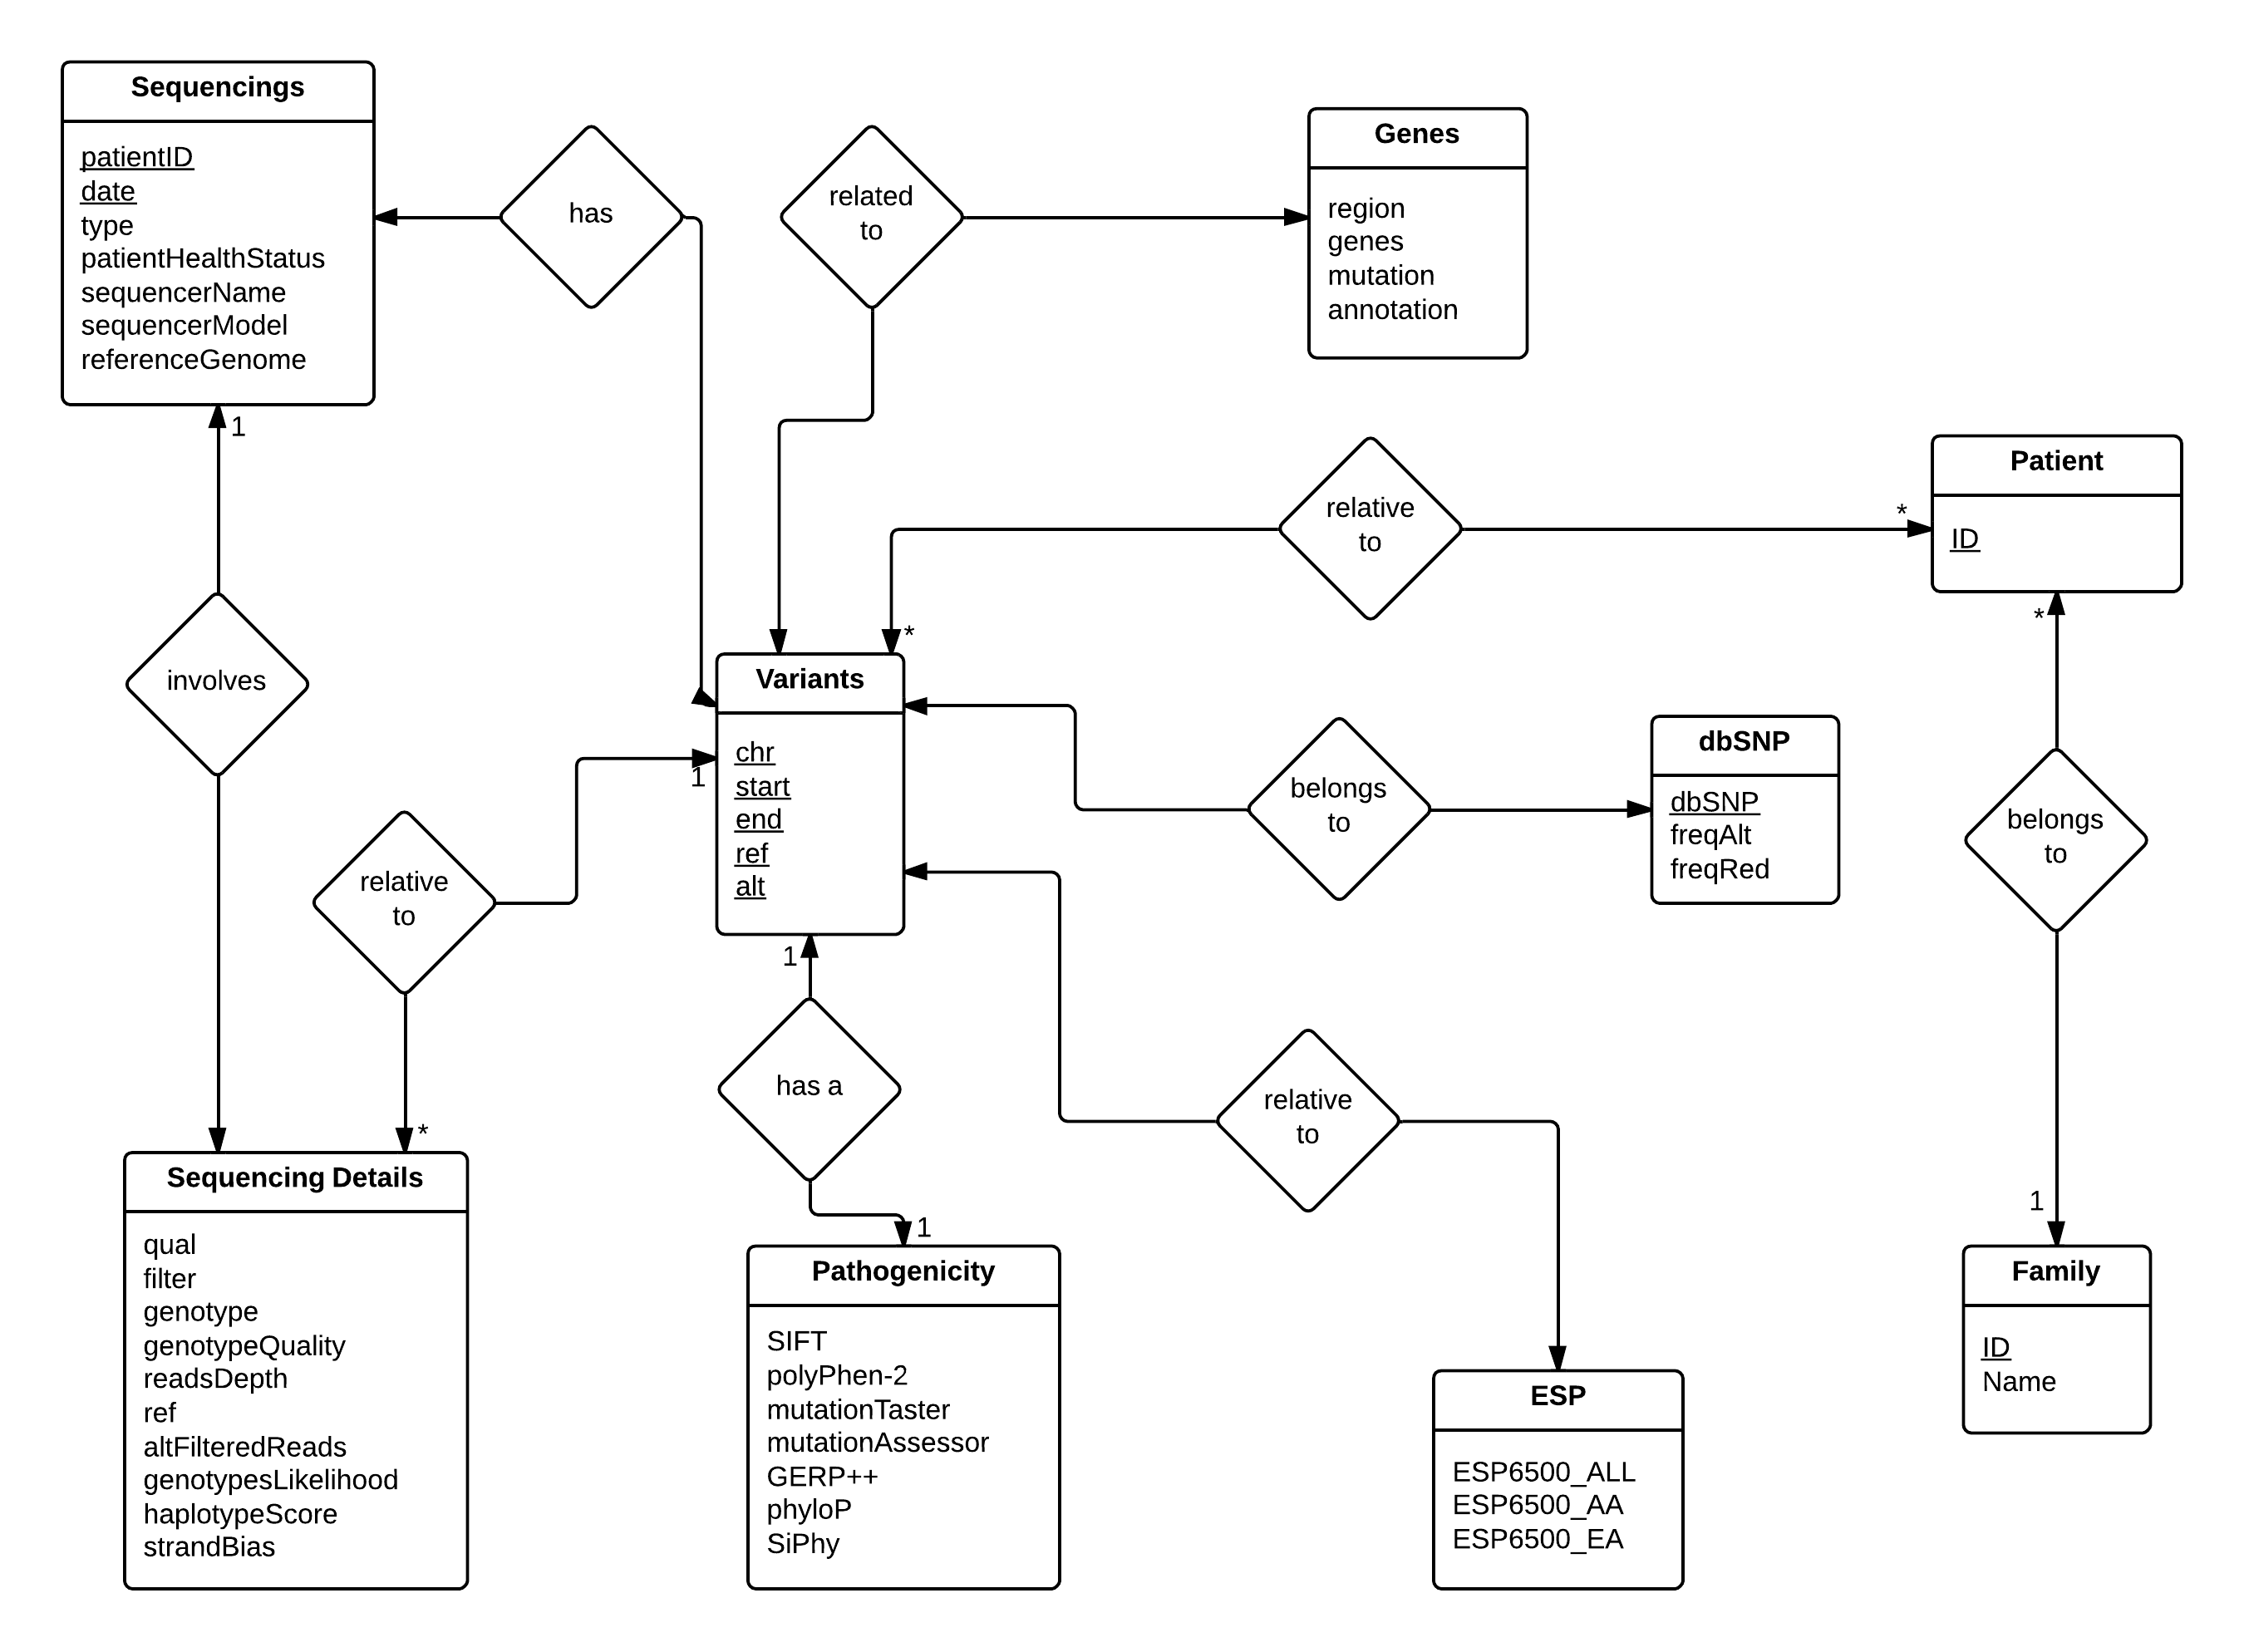 Sequencings
patientID
date
type
patientHealthStatus
sequencerName
sequencerModel
referenceGenome
1
has
related
to
Genes
region
genes
mutation
annotation
relative
to
*
*
Patient
ID
*
involves
Variants
chr
start
end
ref
alt
1
1
belongs
to
dbSNP
dbSNP
freqAlt
freqRed
belongs
to
1
relative
to
*
has a
1
relative
to
Sequencing Details
qual
filter
genotype
genotypeQuality
readsDepth
ref
altFilteredReads
genotypesLikelihood
haplotypeScore
strandBias
Pathogenicity
SIFT
polyPhen-2
mutationTaster
mutationAssessor
GERP++
phyloP
SiPhy
ESP
ESP6500_ALL
ESP6500_AA
ESP6500_EA
Family
ID
Name